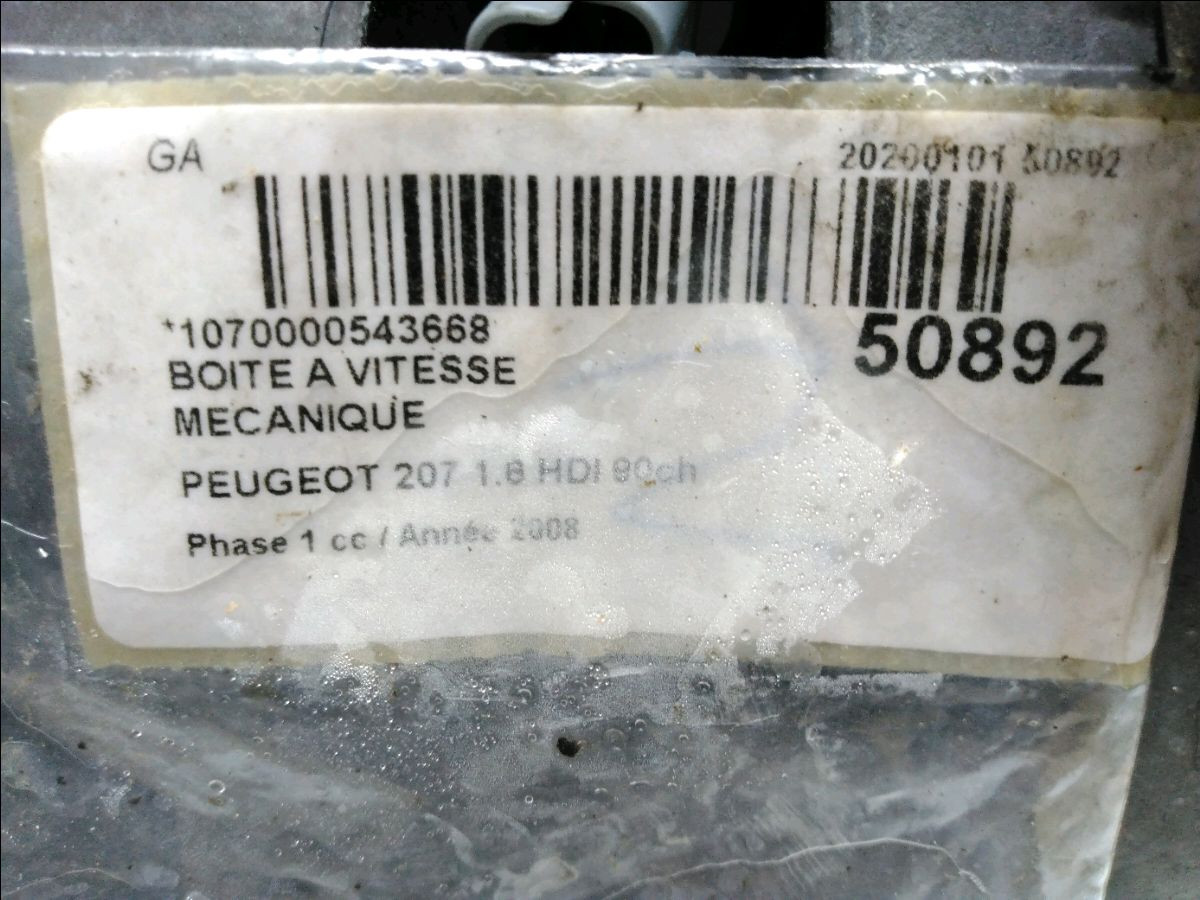 GA
20200101 50892
*1070000543668
50892
BOITE A VITESSE
MECANIQUE
PEUGEOT 207 1.6 HDI 90ch
Phase 1 cc / Année 2008